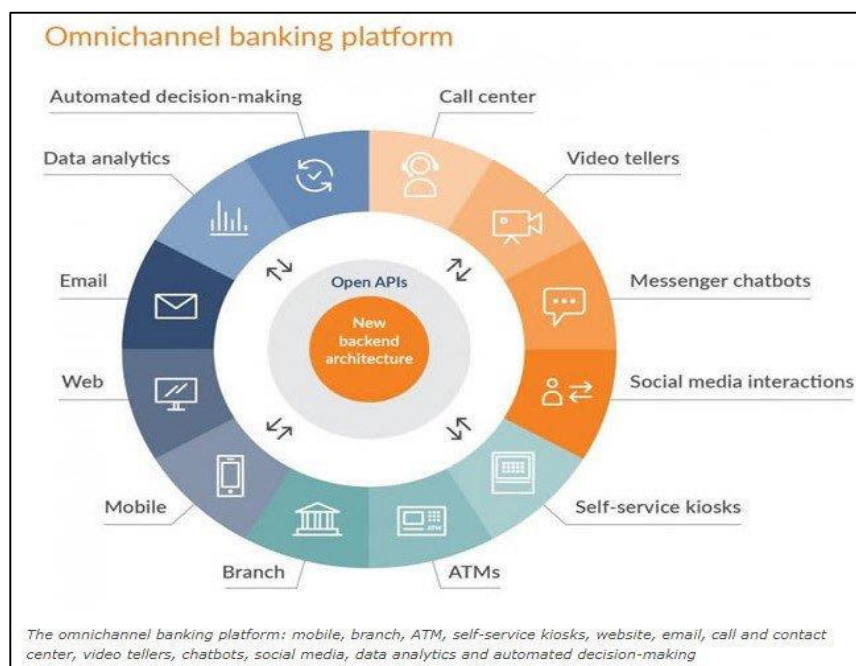 Omnichannel banking platform
Automated decision-making
Call center
Data analytics
Video tellers
Email
Messenger chatbots
Open APIs
New
backend
architecture
Web
Social media interactions
Mobile
Self-service kiosks
Branch
ATMs
ATM
The omnichannel banking platform: mobile, branch, ATM, self-service kiosks, website, email, call and contact
center, video tellers, chatbots, social media, data analytics and automated decision-making